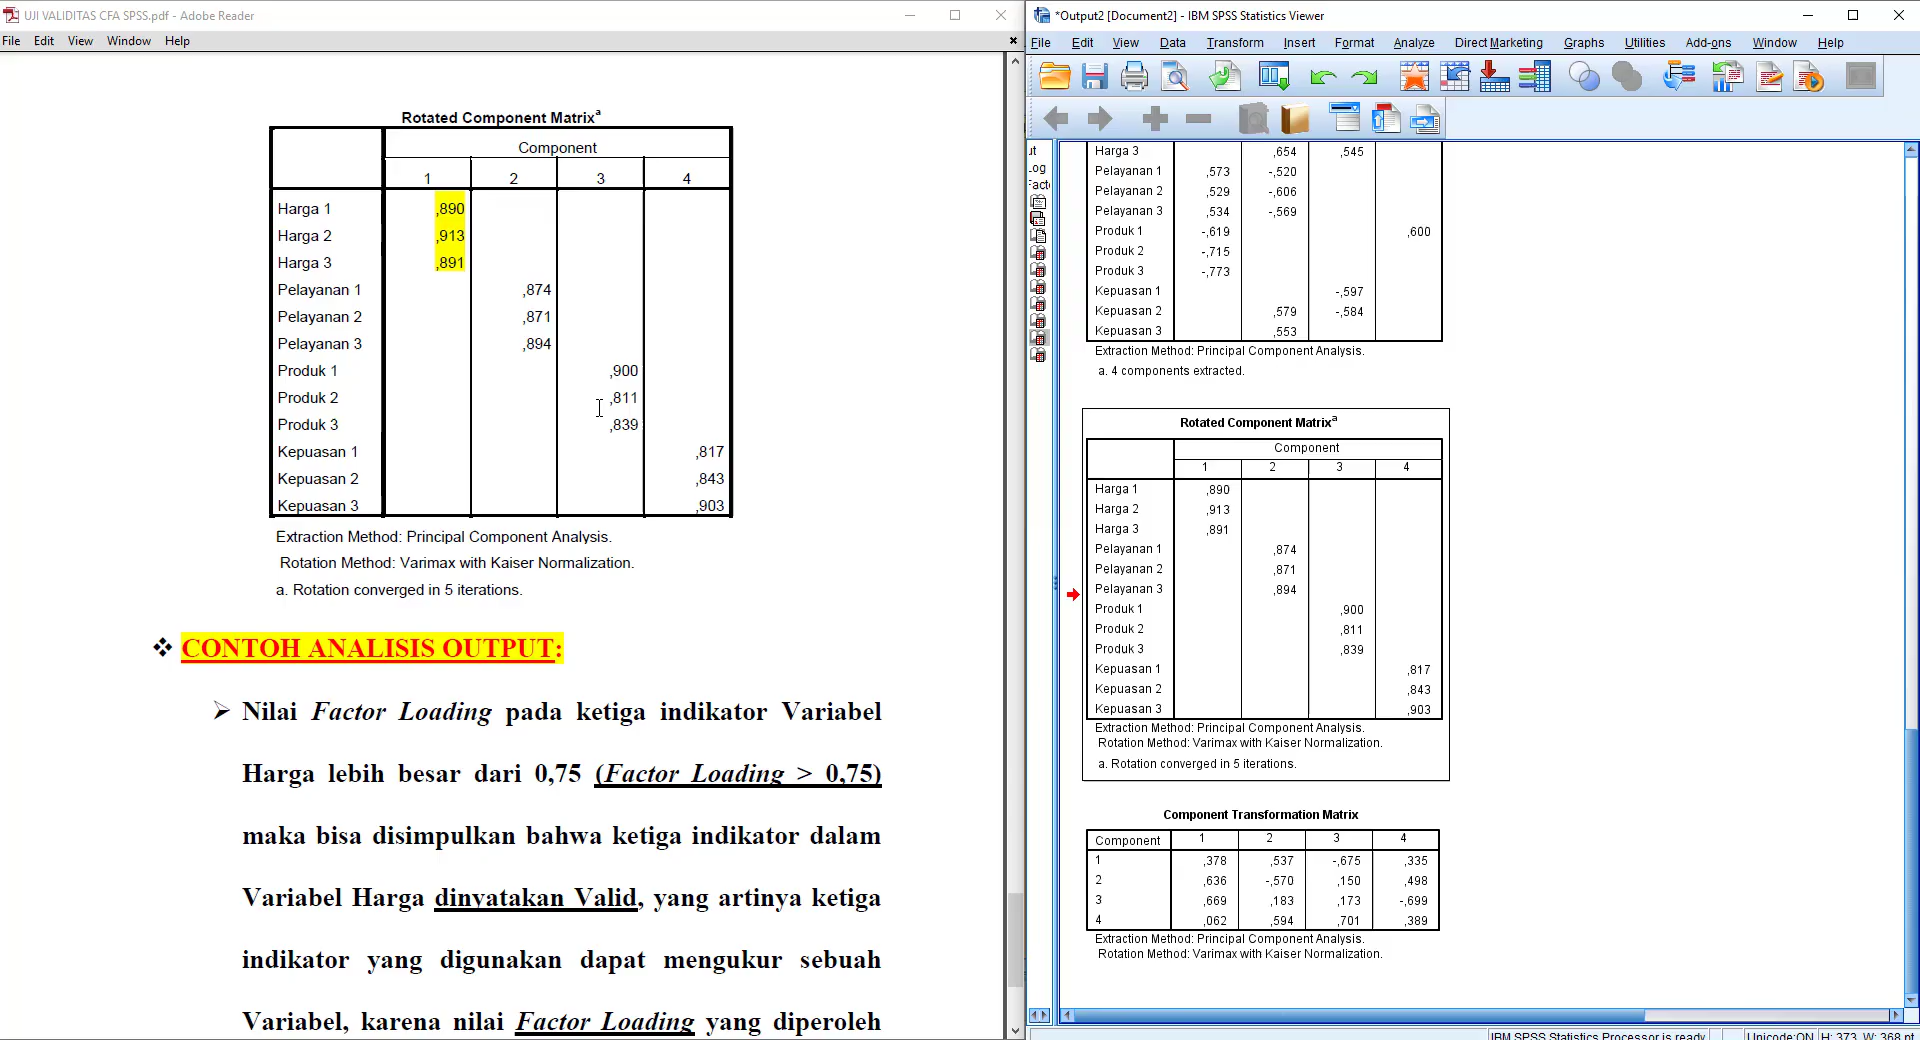 UJI VALIDITAS CFA SPSS.pdf - Adobe Reader
File Edit View Window Help
Rotated Component Matrixa
Component
1 2 3 4
Harga 1 ,890
Harga 2 ,913
Harga 3 ,891
Pelayanan 1 ,874
Pelayanan 2 ,871
Pelayanan 3 ,894
Produk 1 ,900
Produk 2 ,811
Produk 3 ,839
Kepuasan 1 ,817
Kepuasan 2 ,843
Kepuasan 3 ,903
Extraction Method: Principal Component Analysis.
Rotation Method: Varimax with Kaiser Normalization.
a. Rotation converged in 5 iterations.
CONTOH ANALISIS OUTPUT:
Nilai Factor Loading pada ketiga indikator Variabel
Harga lebih besar dari 0,75 (Factor Loading > 0,75)
maka bisa disimpulkan bahwa ketiga indikator dalam
Variabel Harga dinyatakan Valid, yang artinya ketiga
indikator yang digunakan dapat mengukur sebuah
Variabel, karena nilai Factor Loading yang diperoleh
*Output2 [Document2] - IBM SPSS Statistics Viewer
File Edit View Data Transform Insert Format Analyze Direct Marketing Graphs Utilities Add-ons Window Help
ut
Log
Fact
Harga 3 ,654 ,545
Pelayanan 1 ,573 -,520
Pelayanan 2 ,529 -,606
Pelayanan 3 ,534 -,569
Produk 1 -,619 ,600
Produk 2 -,715
Produk 3 -,773
Kepuasan 1 -,597
Kepuasan 2 ,579 -,584
Kepuasan 3 ,553
Extraction Method: Principal Component Analysis.
a. 4 components extracted.
Rotated Component Matrixa
Component
1 2 3 4
Harga 1 ,890
Harga 2 ,913
Harga 3 ,891
Pelayanan 1 ,874
Pelayanan 2 ,871
Pelayanan 3 ,894
Produk 1 ,900
Produk 2 ,811
Produk 3 ,839
Kepuasan 1 ,817
Kepuasan 2 ,843
Kepuasan 3 ,903
Extraction Method: Principal Component Analysis.
Rotation Method: Varimax with Kaiser Normalization.
a. Rotation converged in 5 iterations.
Component Transformation Matrix
Component 1 2 3 4
1 ,378 ,537 -,675 ,335
2 ,636 -,570 ,150 ,498
3 ,669 ,183 ,173 -,699
4 ,062 ,594 ,701 ,389
Extraction Method: Principal Component Analysis.
Rotation Method: Varimax with Kaiser Normalization.
IBM SPSS Statistics Processor is ready Unicode:ON H: 373, W: 368 pt